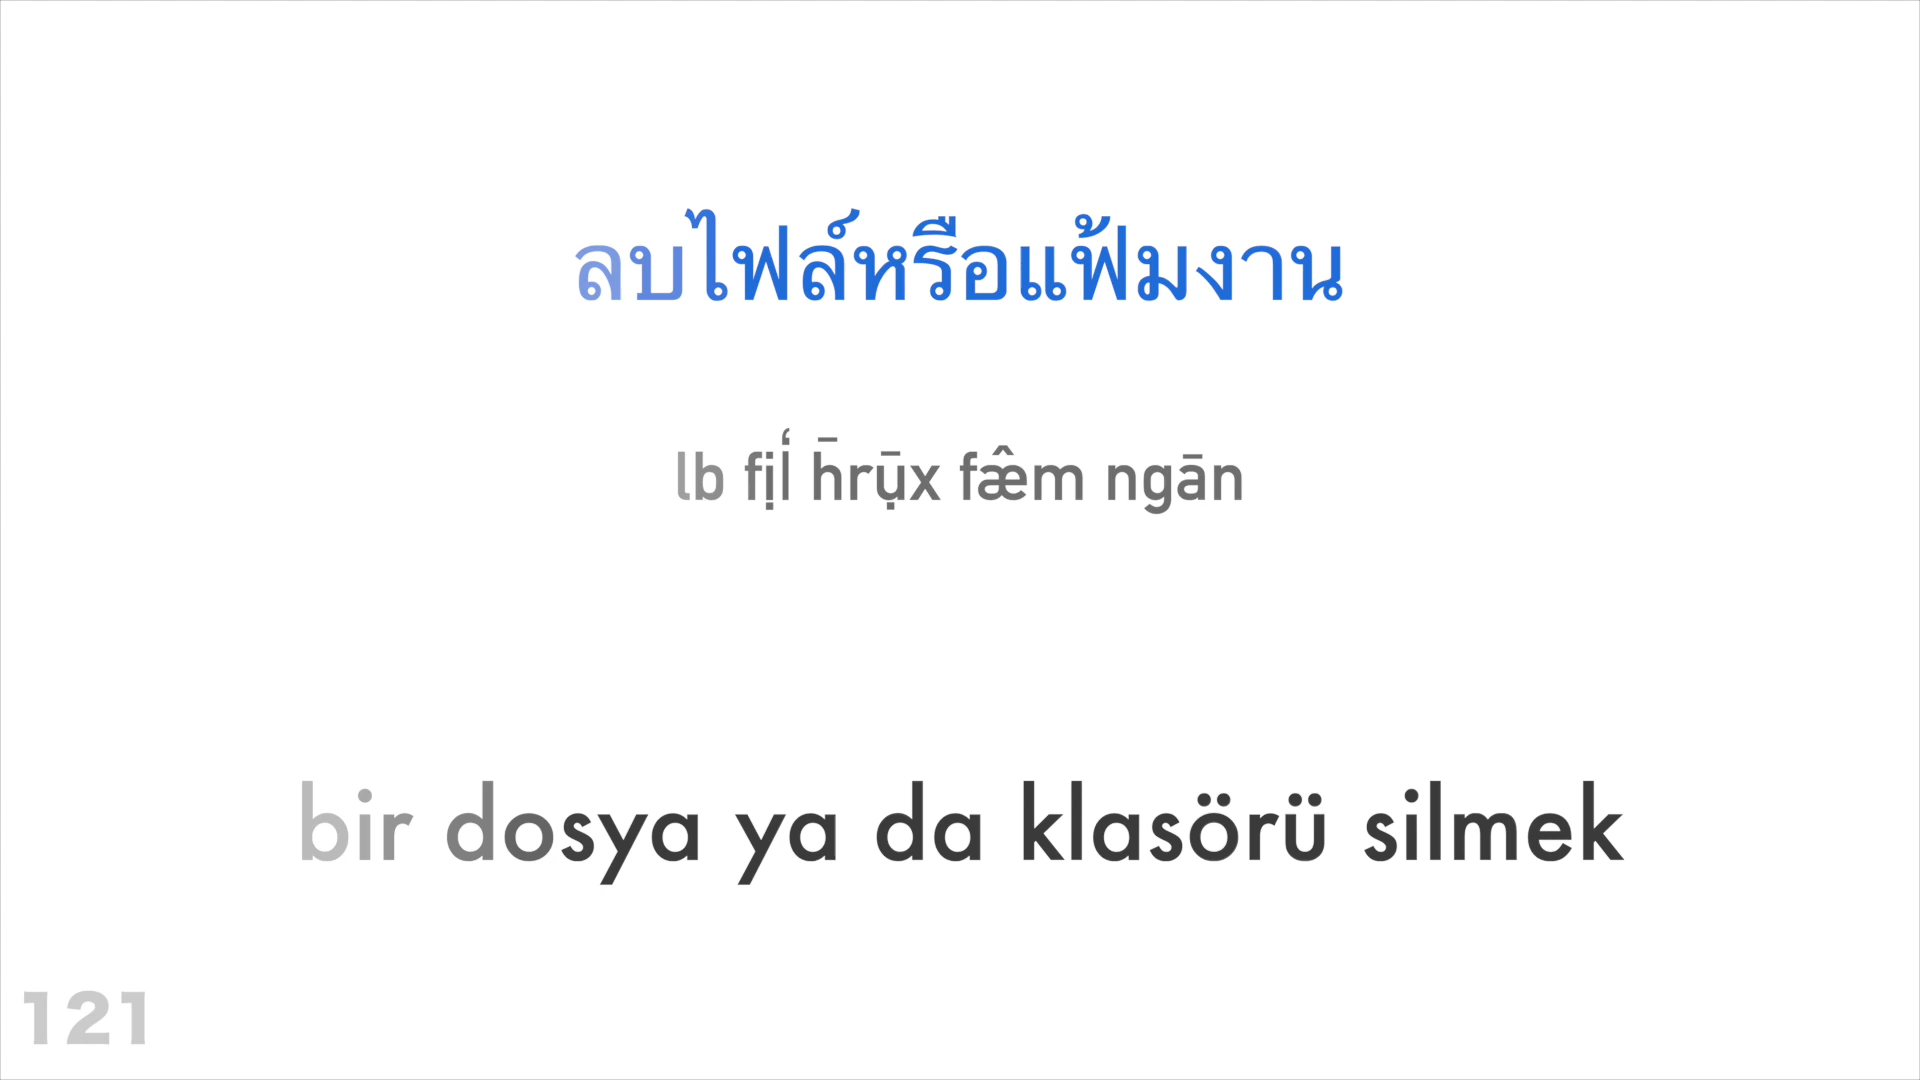 ลบไฟล์หรือแฟ้มงาน
lb fịl̒ h̄rụ̄x fæ̂m ngān
bir dosya ya da klasörü silmek
121